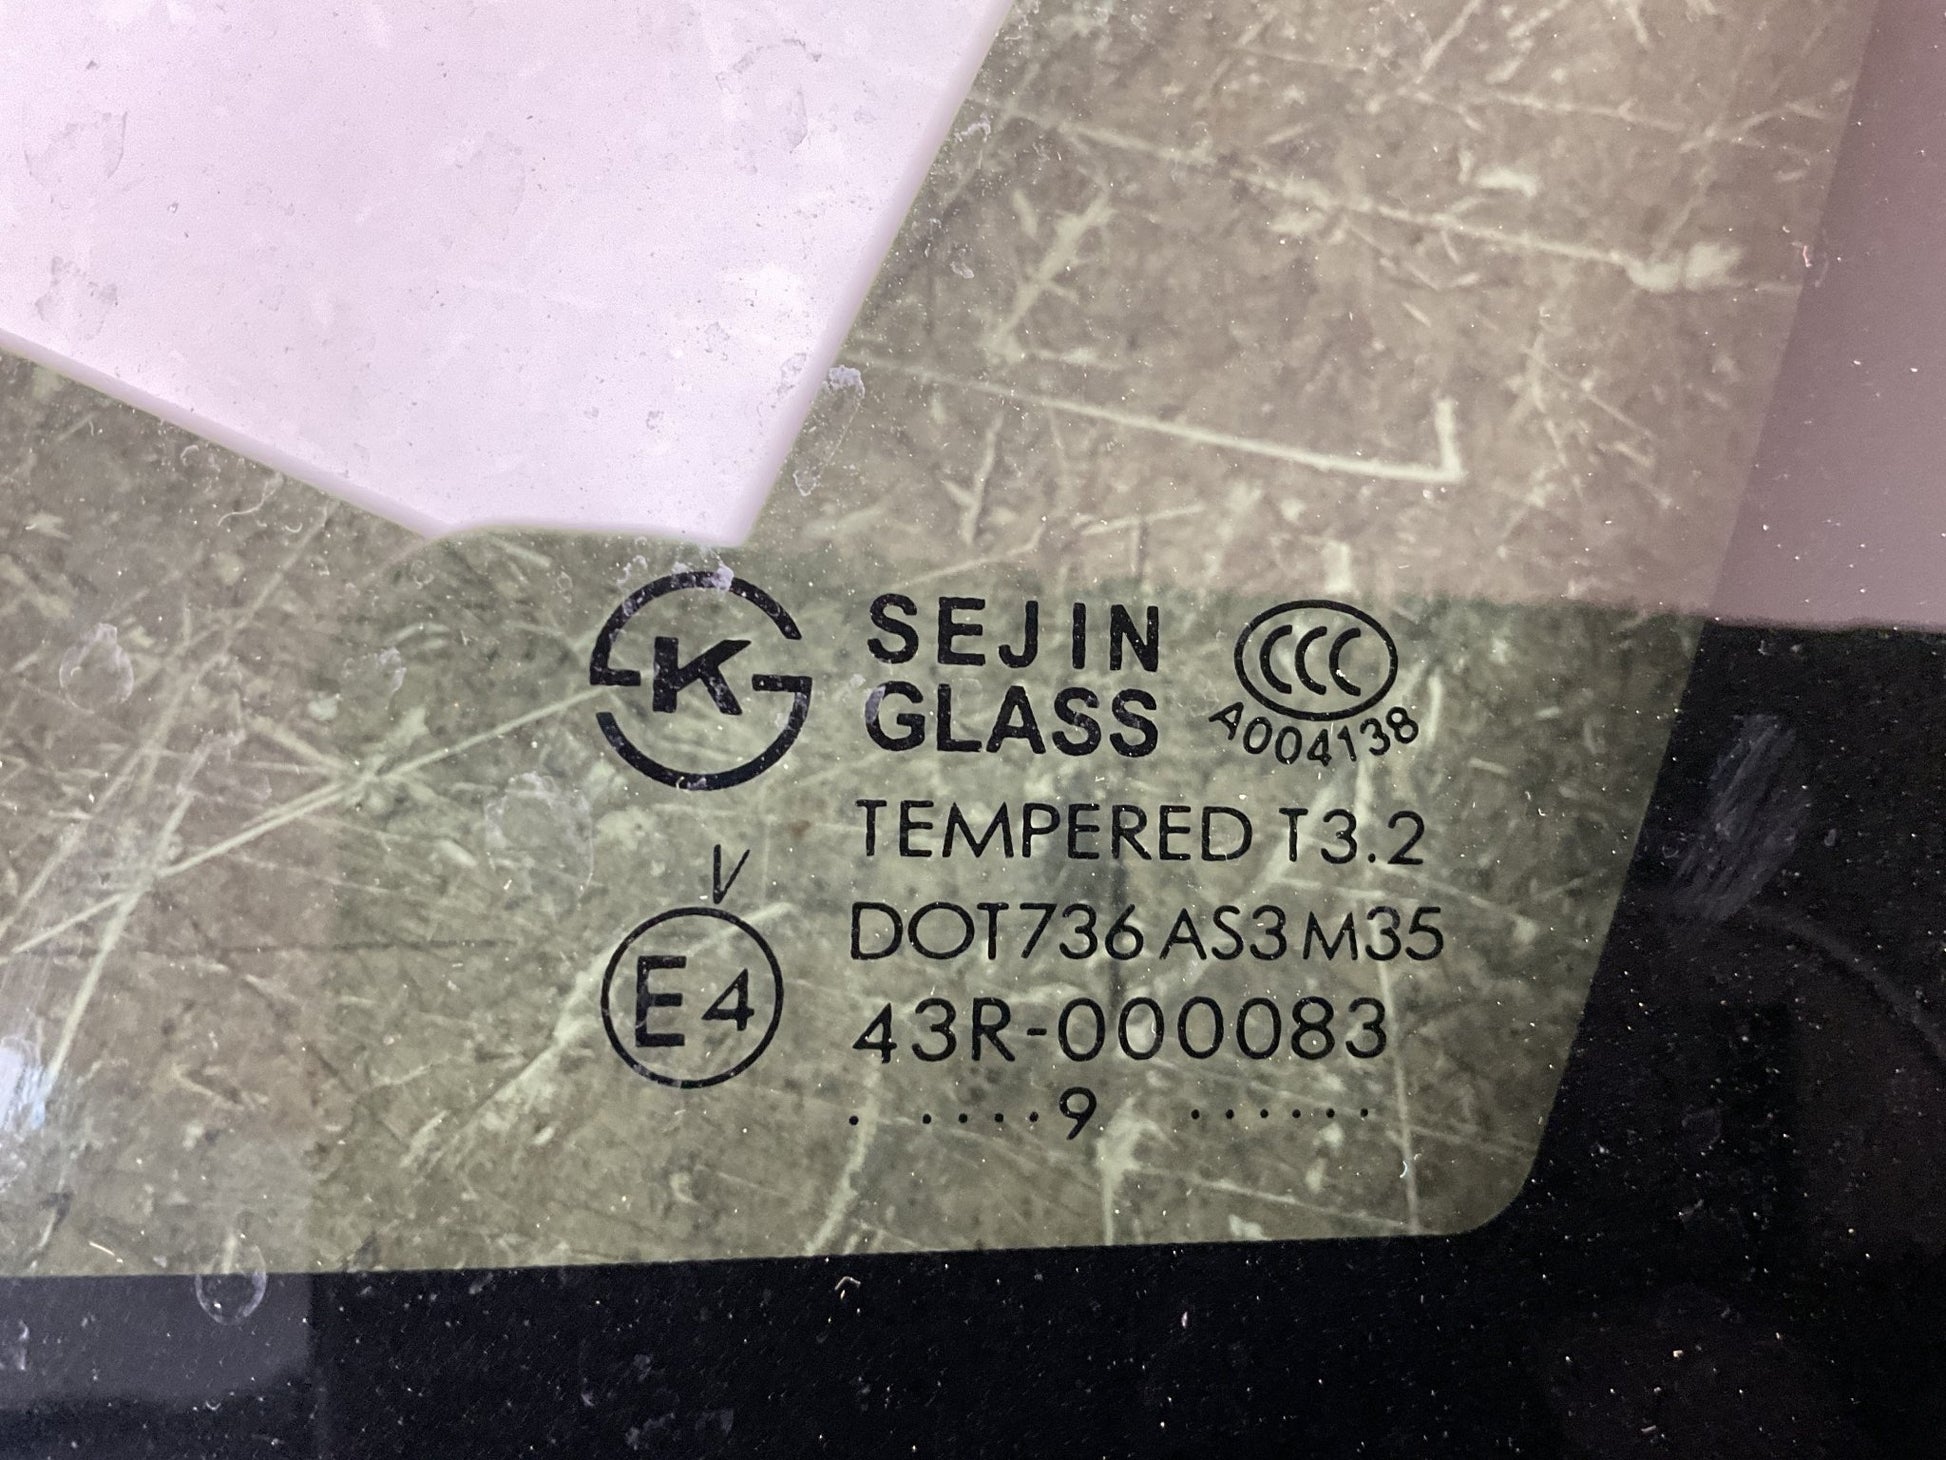 K
SEJIN
GLASS
CCC
A004138
TEMPERED T3.2
V
DOT736 AS3 M35
E4
43R-000083
. ....9 ......